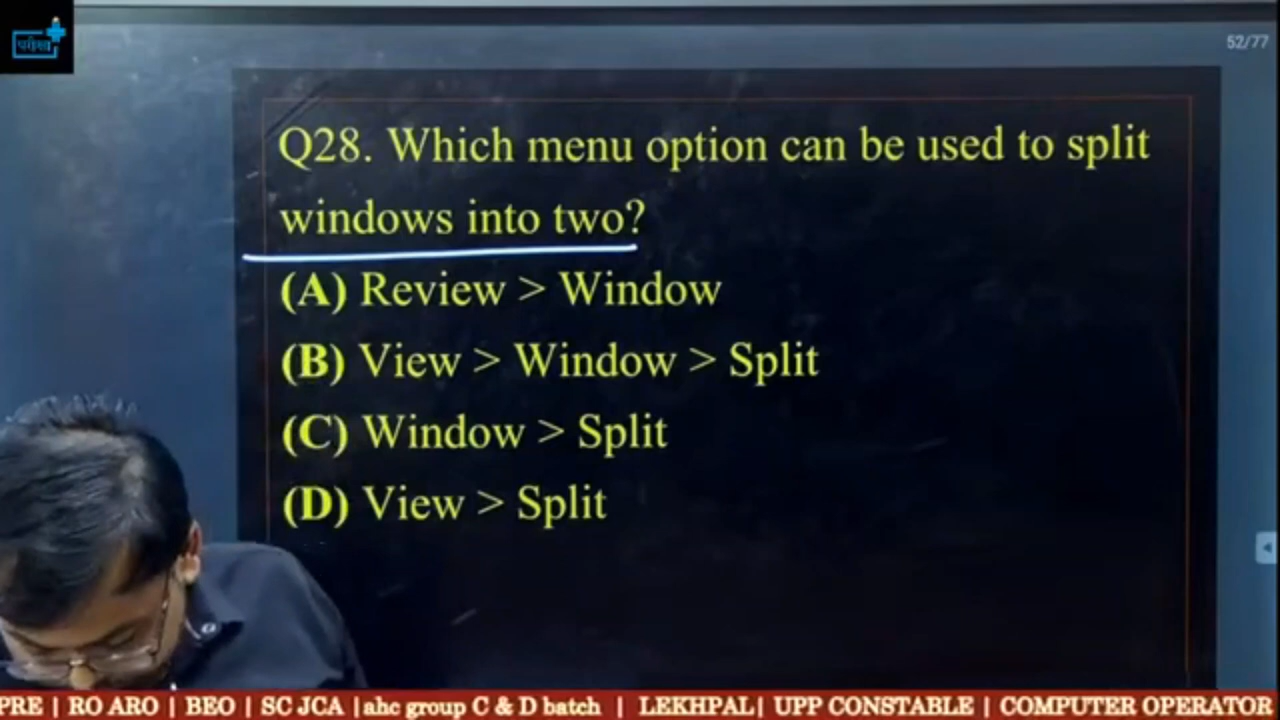 परीक्षा
52/77
Q28. Which menu option can be used to split
windows into two?
(A) Review > Window
(B) View > Window > Split
(C) Window > Split
(D) View > Split
PRE | RO ARO | BEO | SC JCA |ahc group C & D batch | LEKHPAL| UPP CONSTABLE | COMPUTER OPERATOR